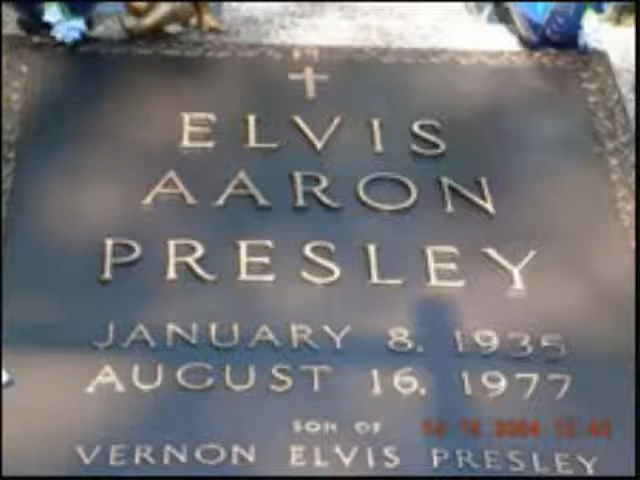 ELVIS
AARON
PRESLEY
JANUARY 8. 1935
AUGUST 16. 1977
SON OF
VERNON ELVIS PRESLEY